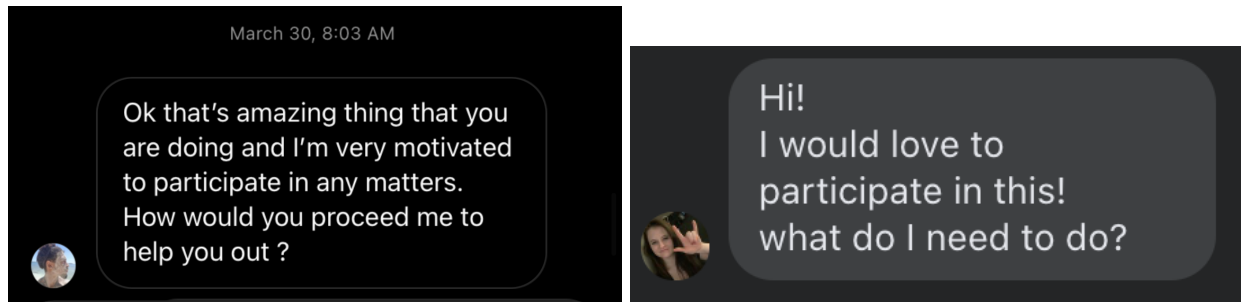 March 30, 8:03 AM
Ok that’s amazing thing that you
are doing and I’m very motivated
to participate in any matters.
How would you proceed me to
help you out ?
Hi!
I would love to
participate in this!
what do I need to do?